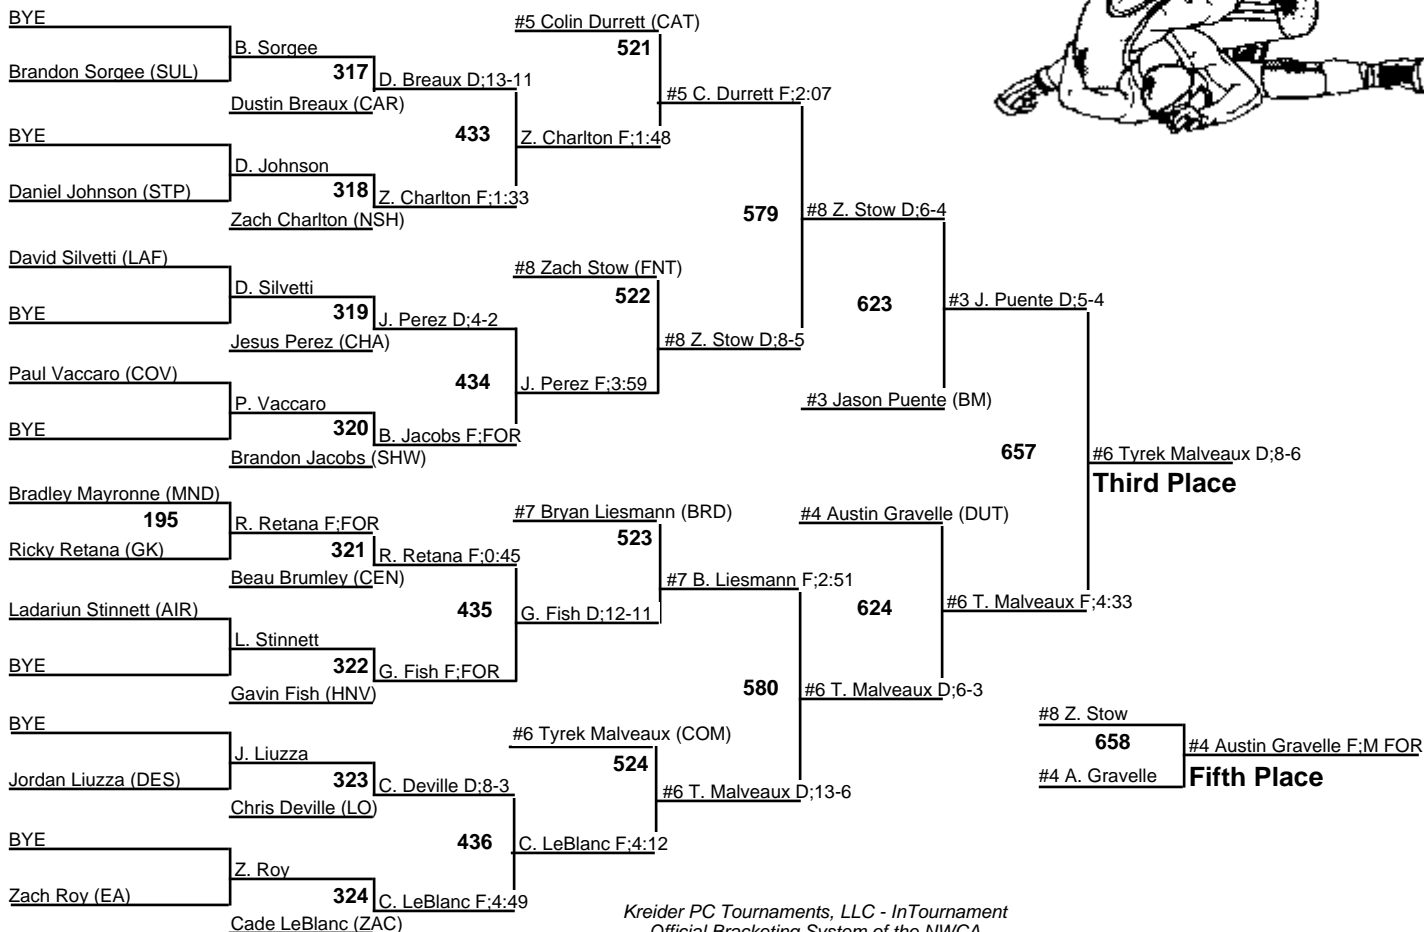 BYE
#5 Colin Durrett (CAT)
B. Sorgee
521
Brandon Sorgee (SUL)
317
D. Breaux D;13-11
#5 C. Durrett F;2:07
Dustin Breaux (CAR)
BYE
433
Z. Charlton F;1:48
D. Johnson
Daniel Johnson (STP)
318
Z. Charlton F;1:33
579
#8 Z. Stow D;6-4
Zach Charlton (NSH)
David Silvetti (LAF)
#8 Zach Stow (FNT)
D. Silvetti
522
623
#3 J. Puente D;5-4
BYE
319
J. Perez D;4-2
Jesus Perez (CHA)
#8 Z. Stow D;8-5
Paul Vaccaro (COV)
434
J. Perez F;3:59
P. Vaccaro
#3 Jason Puente (BM)
BYE
320
B. Jacobs F;FOR
657
#6 Tyrek Malveaux D;8-6
Brandon Jacobs (SHW)
Third Place
Bradley Mayronne (MND)
195
R. Retana F;FOR
#7 Bryan Liesmann (BRD)
#4 Austin Gravelle (DUT)
Ricky Retana (GK)
321
R. Retana F;0:45
523
Beau Brumley (CEN)
#7 B. Liesmann F;2:51
Ladariun Stinnett (AIR)
435
G. Fish D;12-11
624
#6 T. Malveaux F;4:33
L. Stinnett
BYE
322
G. Fish F;FOR
580
#6 T. Malveaux D;6-3
Gavin Fish (HNV)
BYE
#6 Tyrek Malveaux (COM)
#8 Z. Stow
J. Liuzza
524
658
#4 Austin Gravelle F;M FOR
Jordan Liuzza (DES)
323
C. Deville D;8-3
#6 T. Malveaux D;13-6
#4 A. Gravelle
Fifth Place
Chris Deville (LO)
BYE
436
C. LeBlanc F;4:12
Z. Roy
Zach Roy (EA)
324
C. LeBlanc F;4:49
Cade LeBlanc (ZAC)
Kreider PC Tournaments, LLC - InTournament
Official Bracketing System of the NWCA